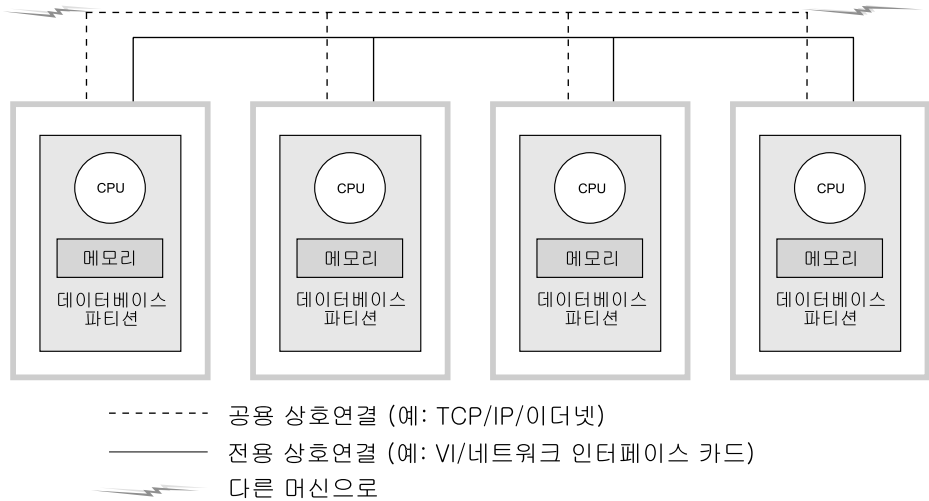 CPU
메모리
데이터베이스
파티션
CPU
메모리
데이터베이스
파티션
CPU
메모리
데이터베이스
파티션
CPU
메모리
데이터베이스
파티션
공용 상호연결 (예: TCP/IP/이더넷)
전용 상호연결 (예: VI/네트워크 인터페이스 카드)
다른 머신으로